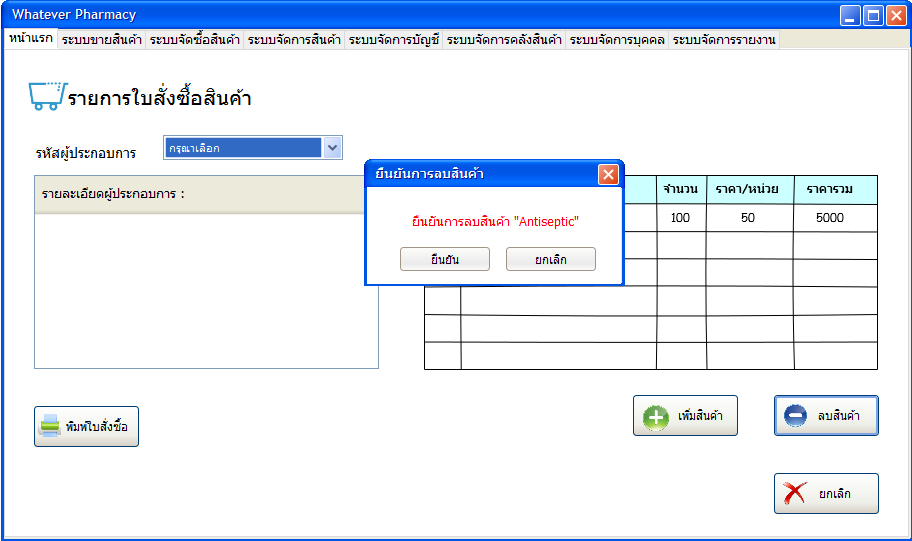 Whatever Pharmacy
หน้าแรก ระบบขายสินค้า ระบบจัดซื้อสินค้า ระบบจัดการสินค้า ระบบจัดการบัญชี ระบบจัดการคลังสินค้า ระบบจัดการบุคคล ระบบจัดการรายงาน
รายการใบสั่งซื้อสินค้า
รหัสผู้ประกอบการ กรุณาเลือก
รายละเอียดผู้ประกอบการ :
ยืนยันการลบสินค้า
ยืนยันการลบสินค้า "Antiseptic"
ยืนยัน ยกเลิก
จำนวน ราคา/หน่วย ราคารวม
100 50 5000
พิมพ์ใบสั่งซื้อ
เพิ่มสินค้า ลบสินค้า
ยกเลิก